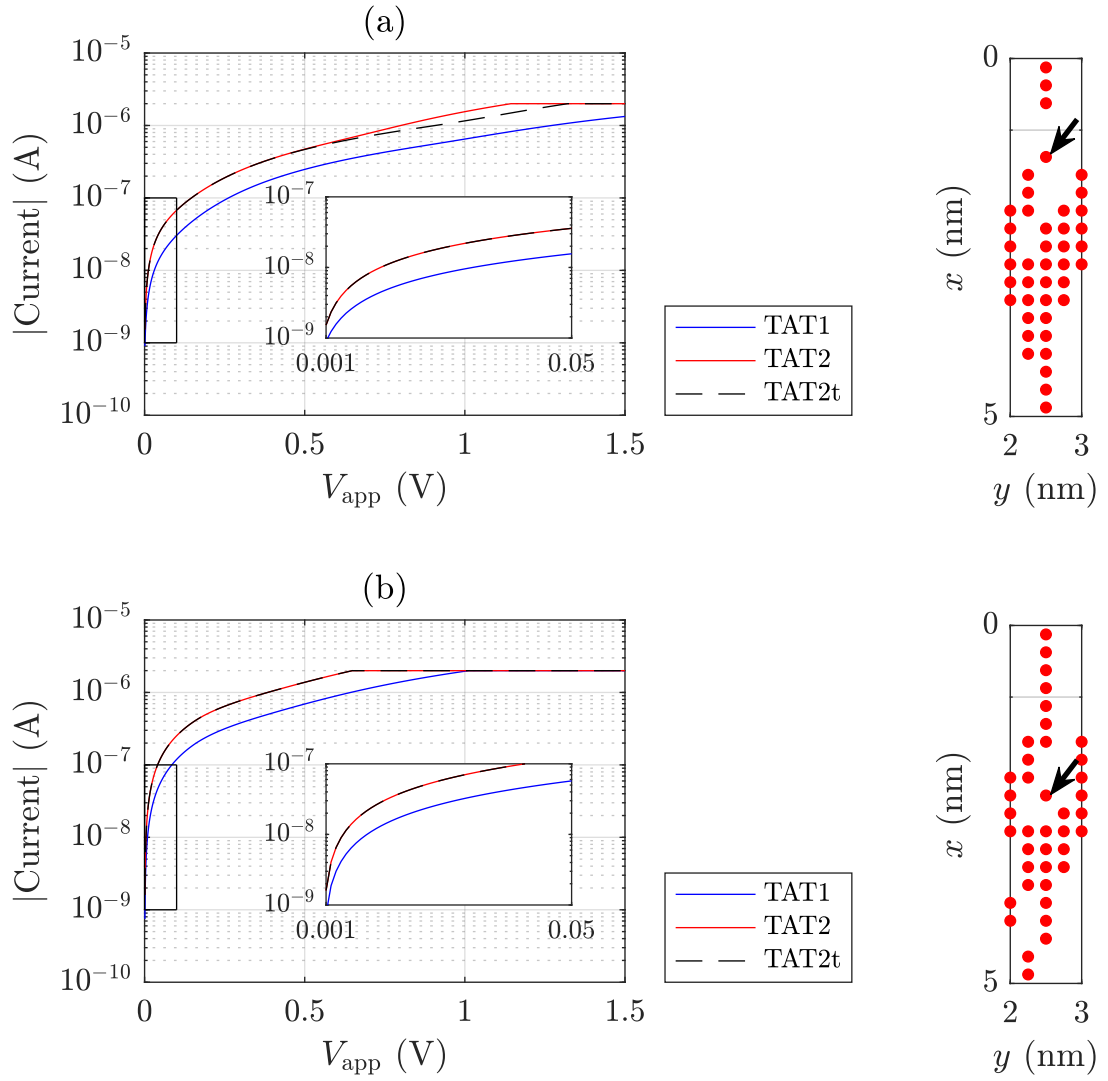 (a)
10⁻⁵
10⁻⁶
10⁻⁷
10⁻⁸
10⁻⁹
10⁻¹⁰
|Current| (A)
0
0.5
1
1.5
V_app (V)
10⁻⁷
10⁻⁸
10⁻⁹
0.001
0.05
TAT1
TAT2
TAT2t
0
5
x (nm)
2
3
y (nm)
(b)
10⁻⁵
10⁻⁶
10⁻⁷
10⁻⁸
10⁻⁹
10⁻¹⁰
|Current| (A)
0
0.5
1
1.5
V_app (V)
10⁻⁷
10⁻⁸
10⁻⁹
0.001
0.05
TAT1
TAT2
TAT2t
0
5
x (nm)
2
3
y (nm)